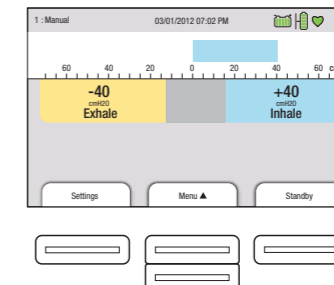 1 : Manual 03/01/2012 07:02 PM
60 40 20 0 20 40 60 c
-40 +40
cmH20 cmH20
Exhale Inhale
Settings Menu ▲ Standby